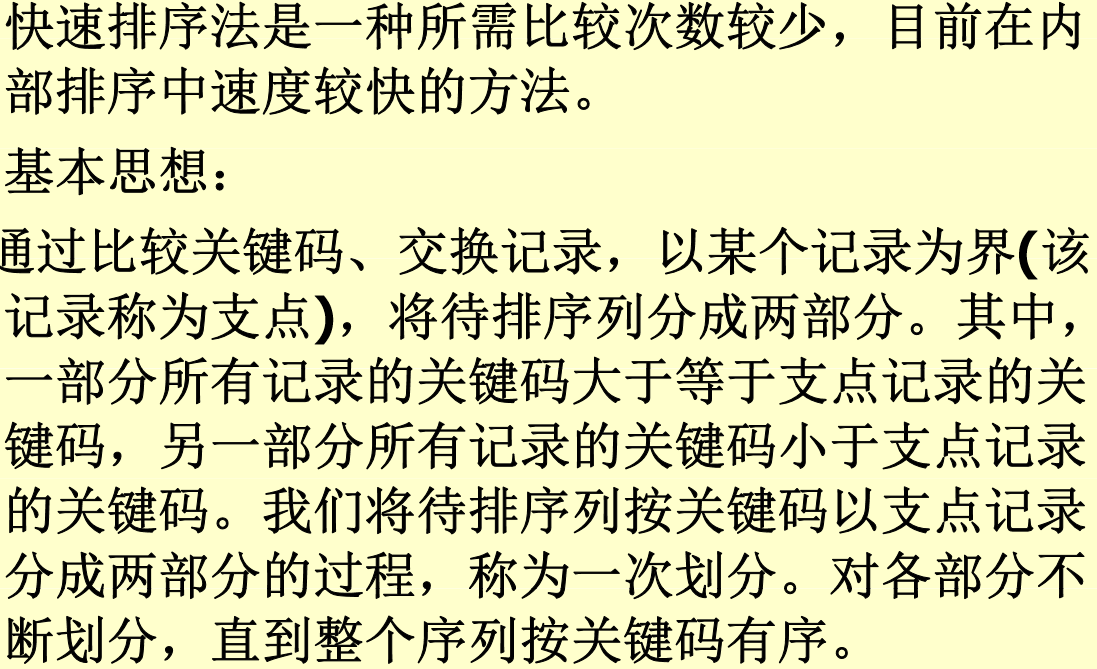 快速排序法是一种所需比较次数较少，目前在内
部排序中速度较快的方法。
基本思想：
通过比较关键码、交换记录，以某个记录为界(该
记录称为支点)，将待排序列分成两部分。其中，
一部分所有记录的关键码大于等于支点记录的关
键码，另一部分所有记录的关键码小于支点记录
的关键码。我们将待排序列按关键码以支点记录
分成两部分的过程，称为一次划分。对各部分不
断划分，直到整个序列按关键码有序。